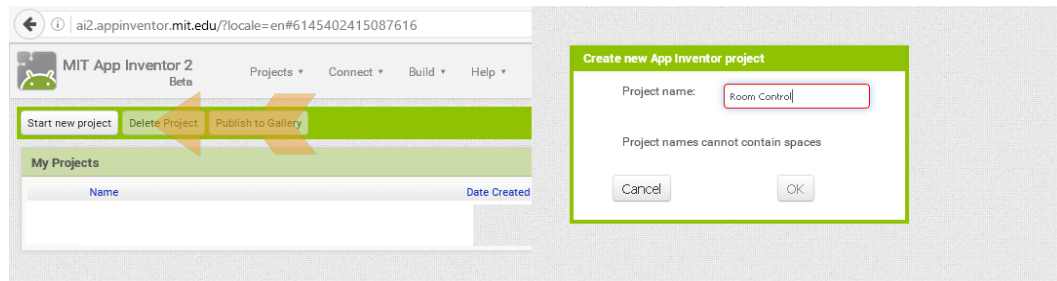 ai2.appinventor.mit.edu/?locale=en#6145402415087616
MIT App Inventor 2
Beta
Projects Connect Build Help
Start new project Delete Project Publish to Gallery
My Projects
Name Date Created
Create new App Inventor project
Project name: Room Control
Project names cannot contain spaces
Cancel OK